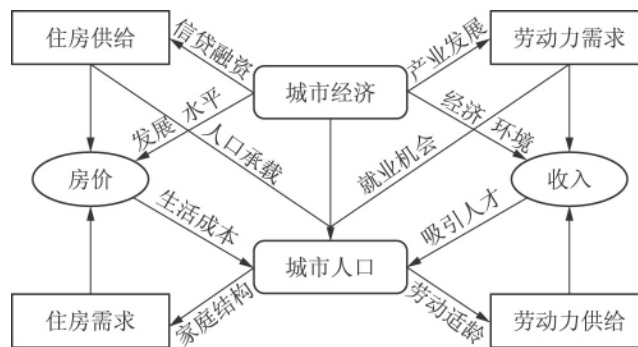 住房供给
信贷融资
产业发展
劳动力需求
城市经济
发展 水平
人口承载
就业机会
经济 环境
房价
收入
生活成本
吸引人才
城市人口
住房需求
家庭结构
劳动适龄
劳动力供给